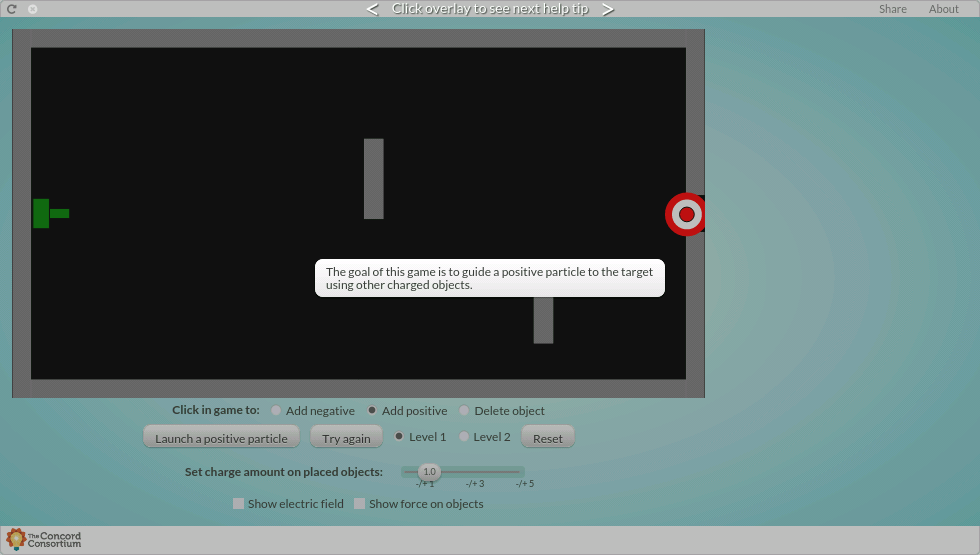 < Click overlay to see next help tip >
Share About
The goal of this game is to guide a positive particle to the target
using other charged objects.
Click in game to: Add negative Add positive Delete object
Launch a positive particle Try again Level 1 Level 2 Reset
Set charge amount on placed objects: 1.0
-/+ 1 -/+ 3 -/+ 5
Show electric field Show force on objects
The Concord
Consortium